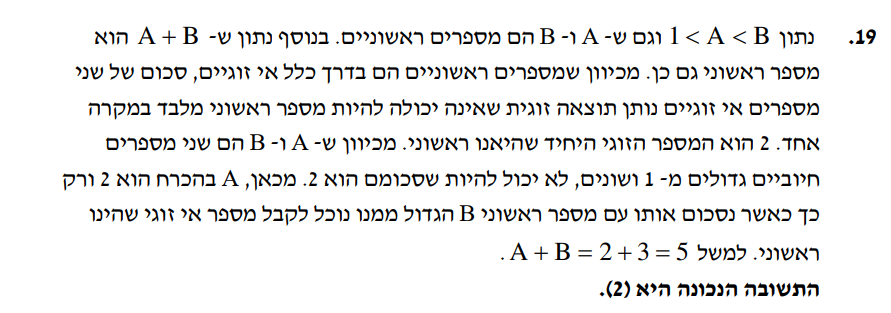 19. נתון 1 < A < B וגם ש- A ו- B הם מספרים ראשוניים. בנוסף נתון ש- A + B הוא
מספר ראשוני גם כן. מכיוון שמספרים ראשוניים הם בדרך כלל אי זוגיים, סכום של שני
מספרים אי זוגיים נותן תוצאה זוגית שאינה יכולה להיות מספר ראשוני מלבד במקרה
אחד. 2 הוא המספר הזוגי היחיד שהיאנו ראשוני. מכיוון ש- A ו- B הם שני מספרים
חיוביים גדולים מ- 1 ושונים, לא יכול להיות שסכומם הוא 2. מכאן, A בהכרח הוא 2 ורק
כך כאשר נסכום אותו עם מספר ראשוני B הגדול ממנו נוכל לקבל מספר אי זוגי שהינו
ראשוני. למשל A + B = 2 + 3 = 5 .
התשובה הנכונה היא (2).